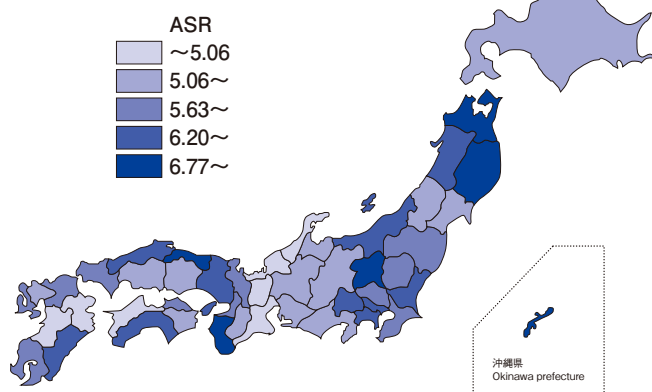 ASR
～5.06
5.06～
5.63～
6.20～
6.77～
沖縄県
Okinawa prefecture